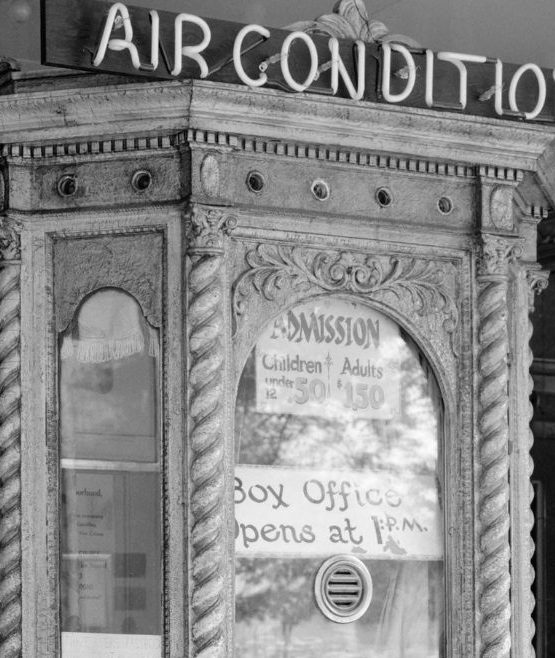 AIR CONDITIO
ADMISSION
Children Adults
under 12 .50 $1.50
Box Office
Opens at 1:P.M.